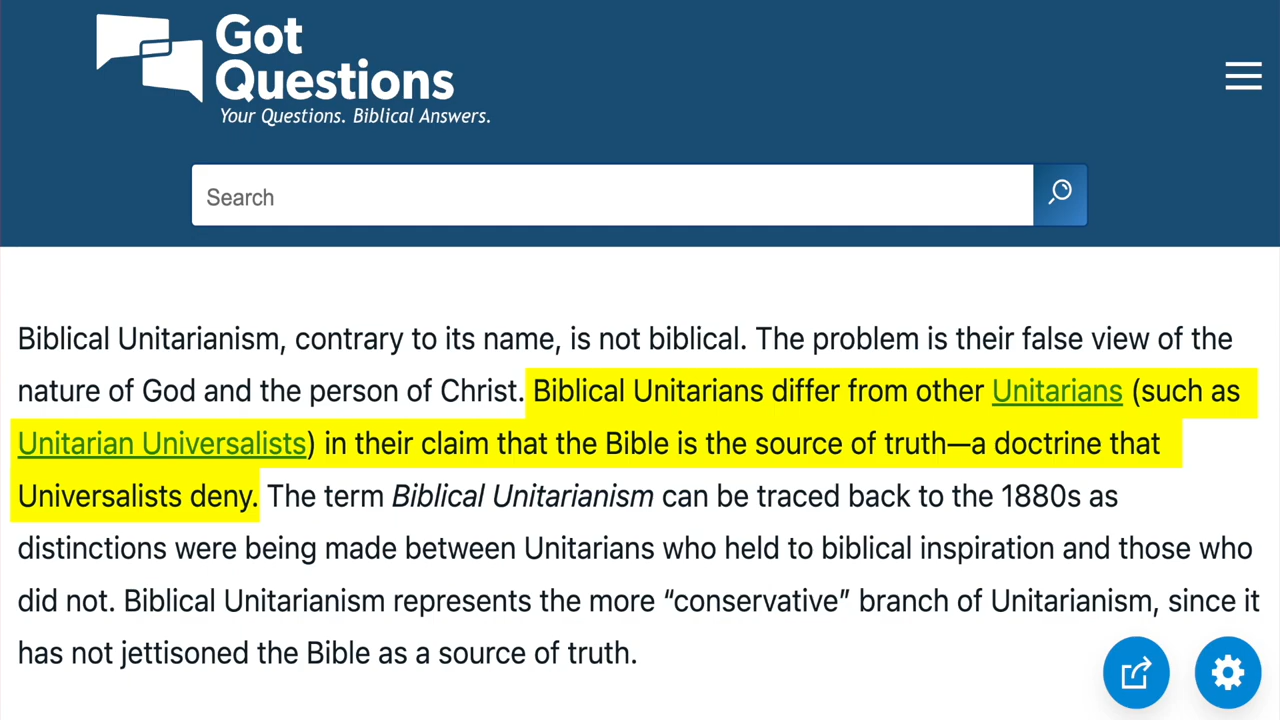 Got
Questions
Your Questions. Biblical Answers.
Search
Biblical Unitarianism, contrary to its name, is not biblical. The problem is their false view of the
nature of God and the person of Christ. Biblical Unitarians differ from other Unitarians (such as
Unitarian Universalists) in their claim that the Bible is the source of truth—a doctrine that
Universalists deny. The term Biblical Unitarianism can be traced back to the 1880s as
distinctions were being made between Unitarians who held to biblical inspiration and those who
did not. Biblical Unitarianism represents the more “conservative” branch of Unitarianism, since it
has not jettisoned the Bible as a source of truth.